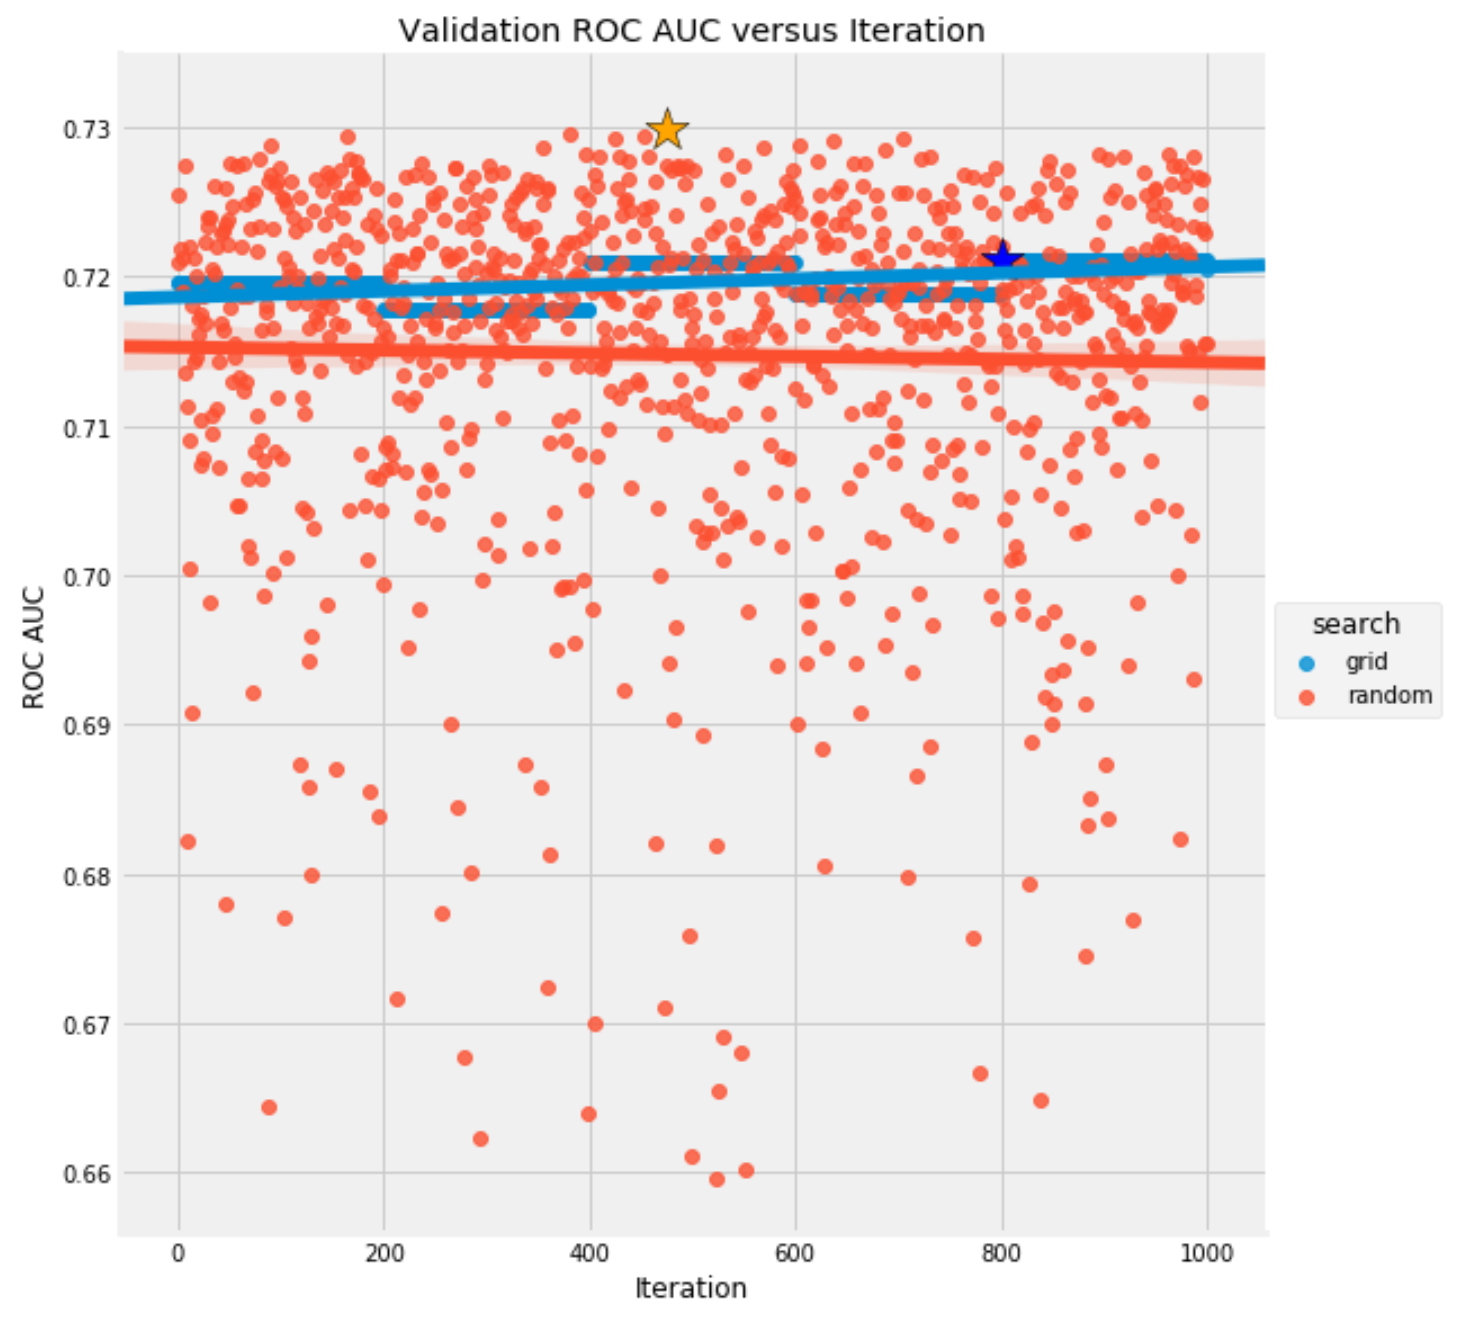 Validation ROC AUC versus Iteration
0.73
0.72
0.71
0.70
0.69
0.68
0.67
0.66
ROC AUC
0 200 400 600 800 1000
Iteration
search
grid
random